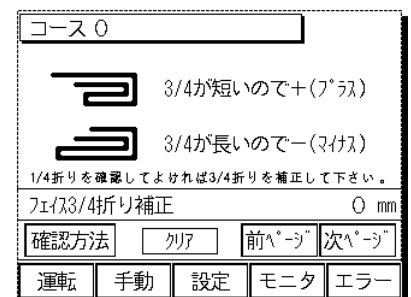 コース 0
3/4が短いので＋(ﾌﾟﾗｽ)
3/4が長いのでー(ﾏｲﾅｽ)
1/4折りを確認してよければ3/4折りを補正して下さい。
ﾌｪｲｽ3/4折り補正 0 mm
確認方法 ｸﾘｱ 前ﾍﾟｰｼﾞ 次ﾍﾟｰｼﾞ
運転 手動 設定 モニタ エラー